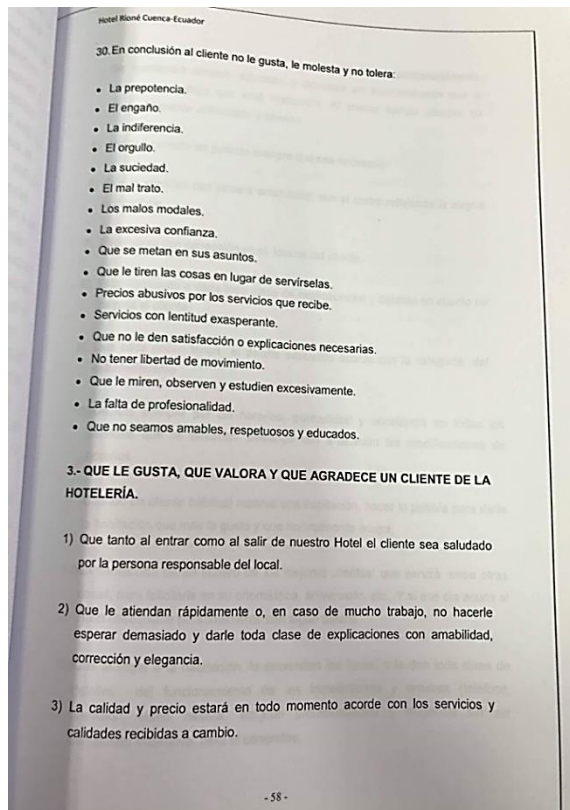 Hotel Rioné Cuenca-Ecuador
30. En conclusión al cliente no le gusta, le molesta y no tolera:
• La prepotencia.
• El engaño.
• La indiferencia.
• El orgullo.
• La suciedad.
• El mal trato.
• Los malos modales.
• La excesiva confianza.
• Que se metan en sus asuntos.
• Que le tiren las cosas en lugar de servírselas.
• Precios abusivos por los servicios que recibe.
• Servicios con lentitud exasperante.
• Que no le den satisfacción o explicaciones necesarias.
• No tener libertad de movimiento.
• Que le miren, observen y estudien excesivamente.
• La falta de profesionalidad.
• Que no seamos amables, respetuosos y educados.
3.- QUE LE GUSTA, QUE VALORA Y QUE AGRADECE UN CLIENTE DE LA
HOTELERÍA.
1) Que tanto al entrar como al salir de nuestro Hotel el cliente sea saludado
por la persona responsable del local.
2) Que le atiendan rápidamente o, en caso de mucho trabajo, no hacerle
esperar demasiado y darle toda clase de explicaciones con amabilidad,
corrección y elegancia.
3) La calidad y precio estará en todo momento acorde con los servicios y
calidades recibidas a cambio.
- 58 -